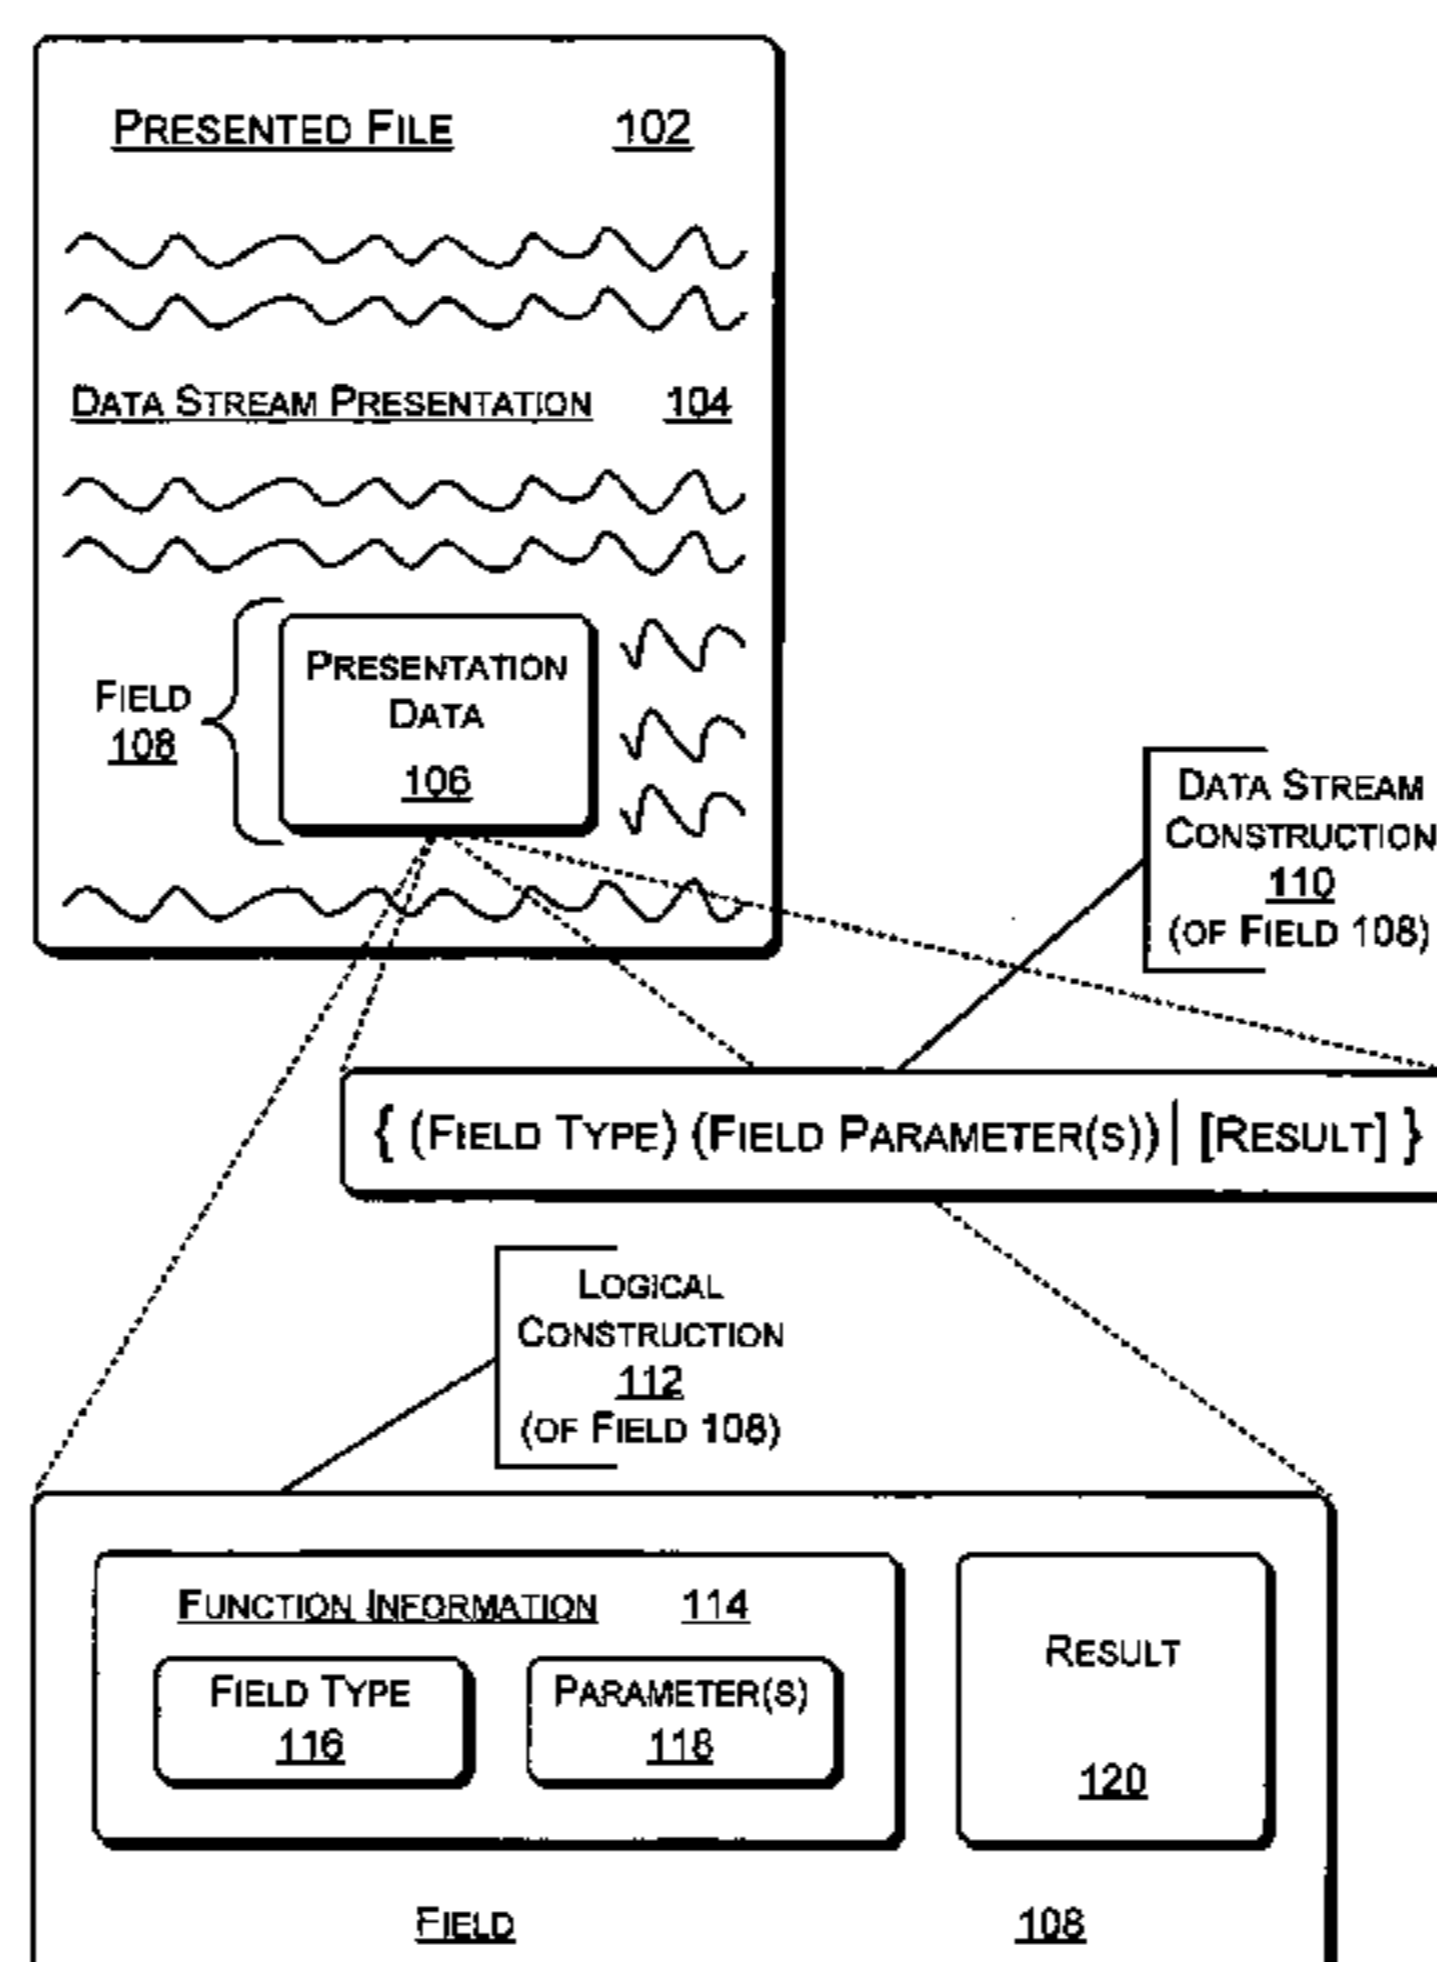 PRESENTED FILE 102
DATA STREAM PRESENTATION 104
FIELD
108
PRESENTATION
DATA
106
DATA STREAM
CONSTRUCTION
110
(OF FIELD 108)
{ (FIELD TYPE) (FIELD PARAMETER(S)) | [RESULT] }
LOGICAL
CONSTRUCTION
112
(OF FIELD 108)
FUNCTION INFORMATION 114
FIELD TYPE
116
PARAMETER(S)
118
RESULT
120
FIELD 108